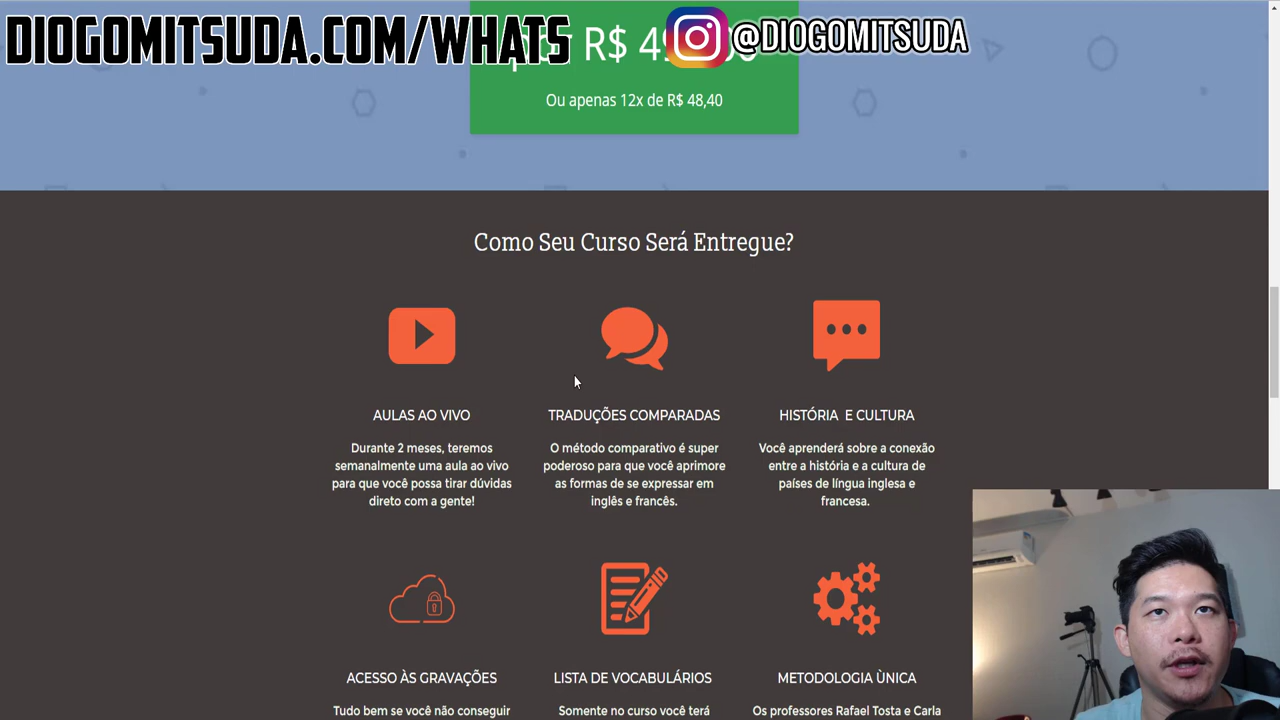 DIOGOMITSUDA.COM/WHATS
@DIOGOMITSUDA
R$
Ou apenas 12x de R$ 48,40
Como Seu Curso Será Entregue?
AULAS AO VIVO
Durante 2 meses, teremos
semanalmente uma aula ao vivo
para que você possa tirar dúvidas
direto com a gente!
TRADUÇÕES COMPARADAS
O método comparativo é super
poderoso para que você aprimore
as formas de se expressar em
inglês e francês.
HISTÓRIA E CULTURA
Você aprenderá sobre a conexão
entre a história e a cultura de
países de língua inglesa e
francesa.
ACESSO ÀS GRAVAÇÕES
Tudo bem se você não conseguir
LISTA DE VOCABULÁRIOS
Somente no curso você terá
METODOLOGIA ÙNICA
Os professores Rafael Tosta e Carla